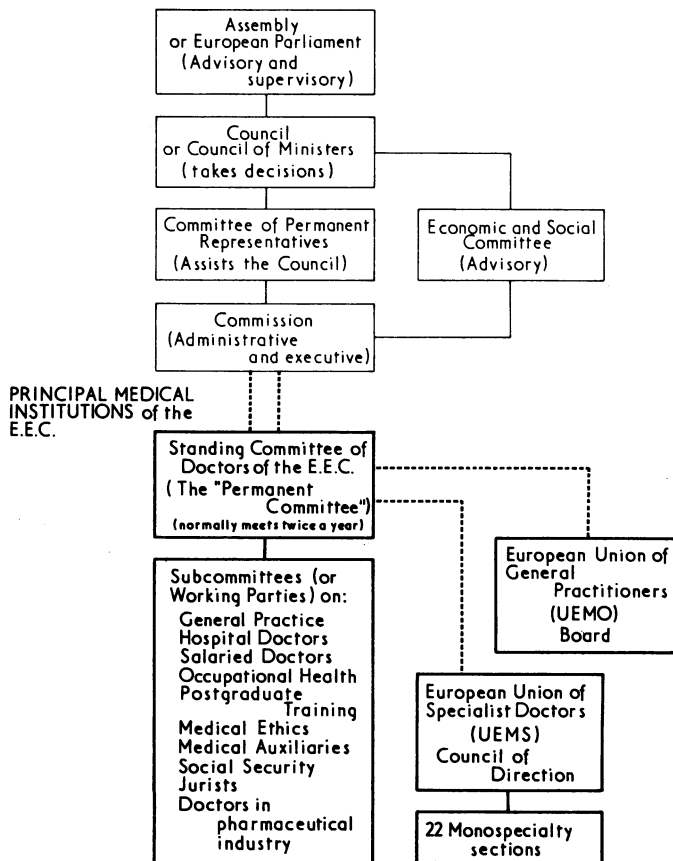 Assembly
or European Parliament
(Advisory and
supervisory)
Council
or Council of Ministers
(takes decisions)
Committee of Permanent
Representatives
(Assists the Council)
Economic and Social
Committee
(Advisory)
Commission
(Administrative
and executive)
PRINCIPAL MEDICAL
INSTITUTIONS of the
E.E.C.
Standing Committee of
Doctors of the E.E.C.
(The "Permanent
Committee")
(normally meets twice a year)
Subcommittees (or
Working Parties) on:
General Practice
Hospital Doctors
Salaried Doctors
Occupational Health
Postgraduate
Training
Medical Ethics
Medical Auxiliaries
Social Security
Jurists
Doctors in
pharmaceutical
industry
European Union of
General
Practitioners
(UEMO)
Board
European Union of
Specialist Doctors
(UEMS)
Council of
Direction
22 Monospecialty
sections